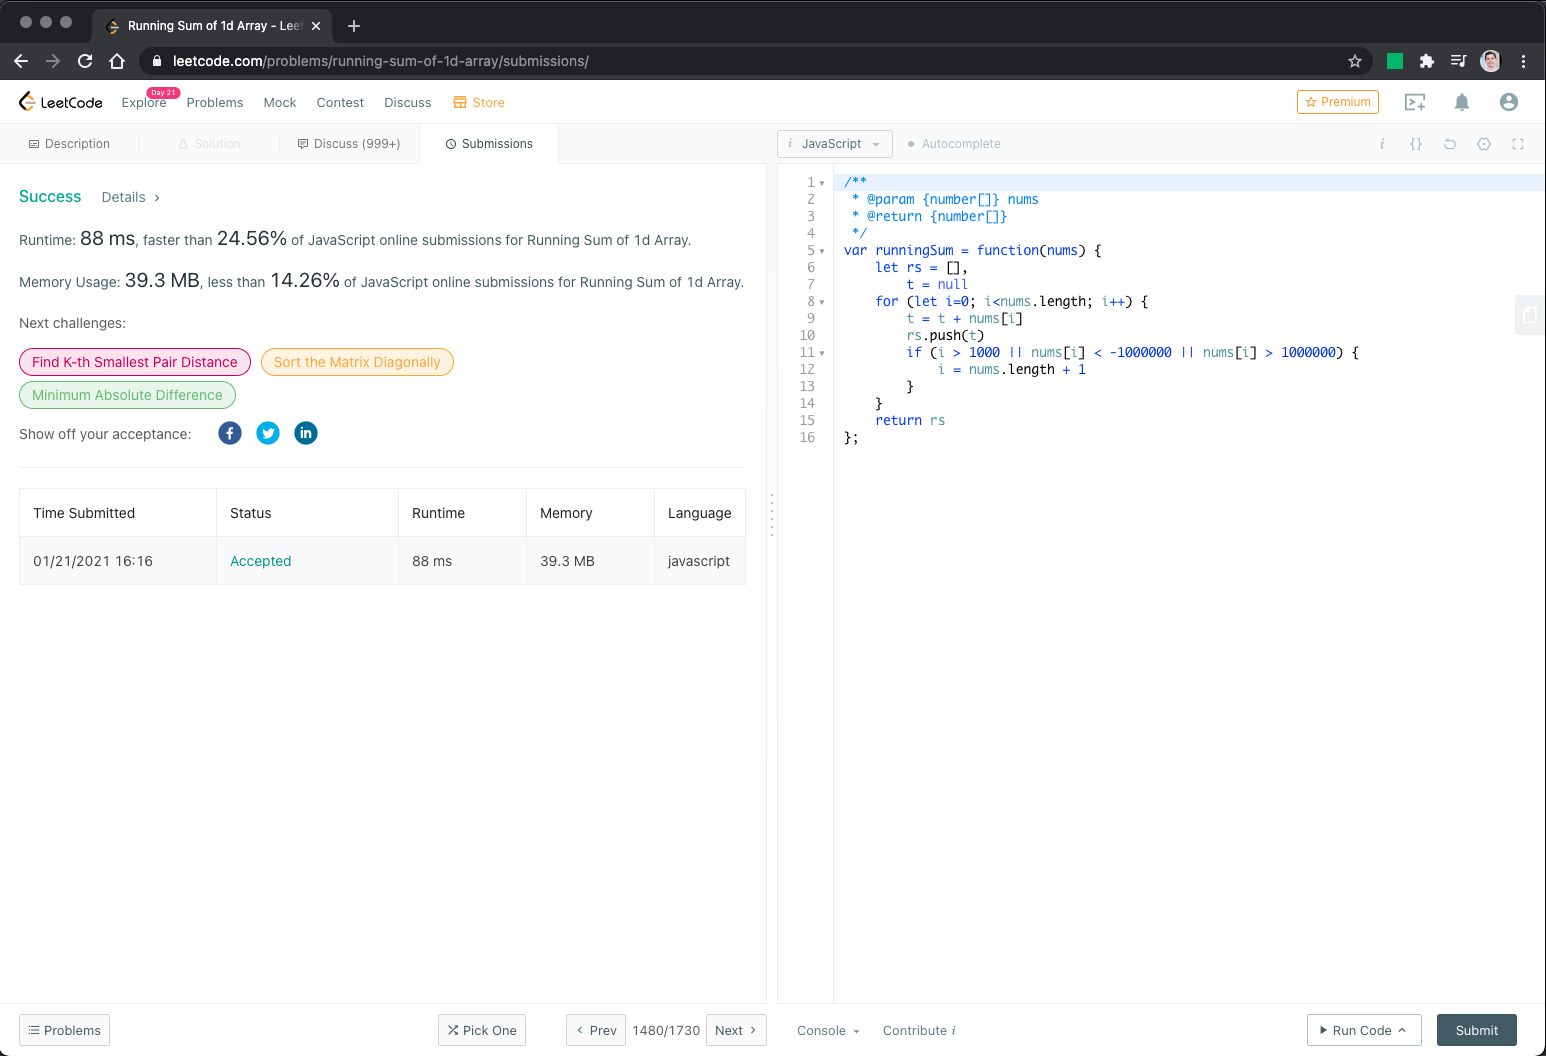 Running Sum of 1d Array - Lee
leetcode.com/problems/running-sum-of-1d-array/submissions/
LeetCode Explore Day 21 Problems Mock Contest Discuss Store Premium
Description Solution Discuss (999+) Submissions
i JavaScript Autocomplete i {}
Success Details >
Runtime: 88 ms, faster than 24.56% of JavaScript online submissions for Running Sum of 1d Array.
Memory Usage: 39.3 MB, less than 14.26% of JavaScript online submissions for Running Sum of 1d Array.
Next challenges:
Find K-th Smallest Pair Distance Sort the Matrix Diagonally
Minimum Absolute Difference
Show off your acceptance: f in
Time Submitted Status Runtime Memory Language
01/21/2021 16:16 Accepted 88 ms 39.3 MB javascript
1 /**
2  * @param {number[]} nums
3  * @return {number[]}
4  */
5 var runningSum = function(nums) {
6     let rs = [],
7         t = null
8     for (let i=0; i<nums.length; i++) {
9         t = t + nums[i]
10         rs.push(t)
11         if (i > 1000 || nums[i] < -1000000 || nums[i] > 1000000) {
12             i = nums.length + 1
13         }
14     }
15     return rs
16 };
Problems Pick One < Prev 1480/1730 Next > Console Contribute i Run Code Submit